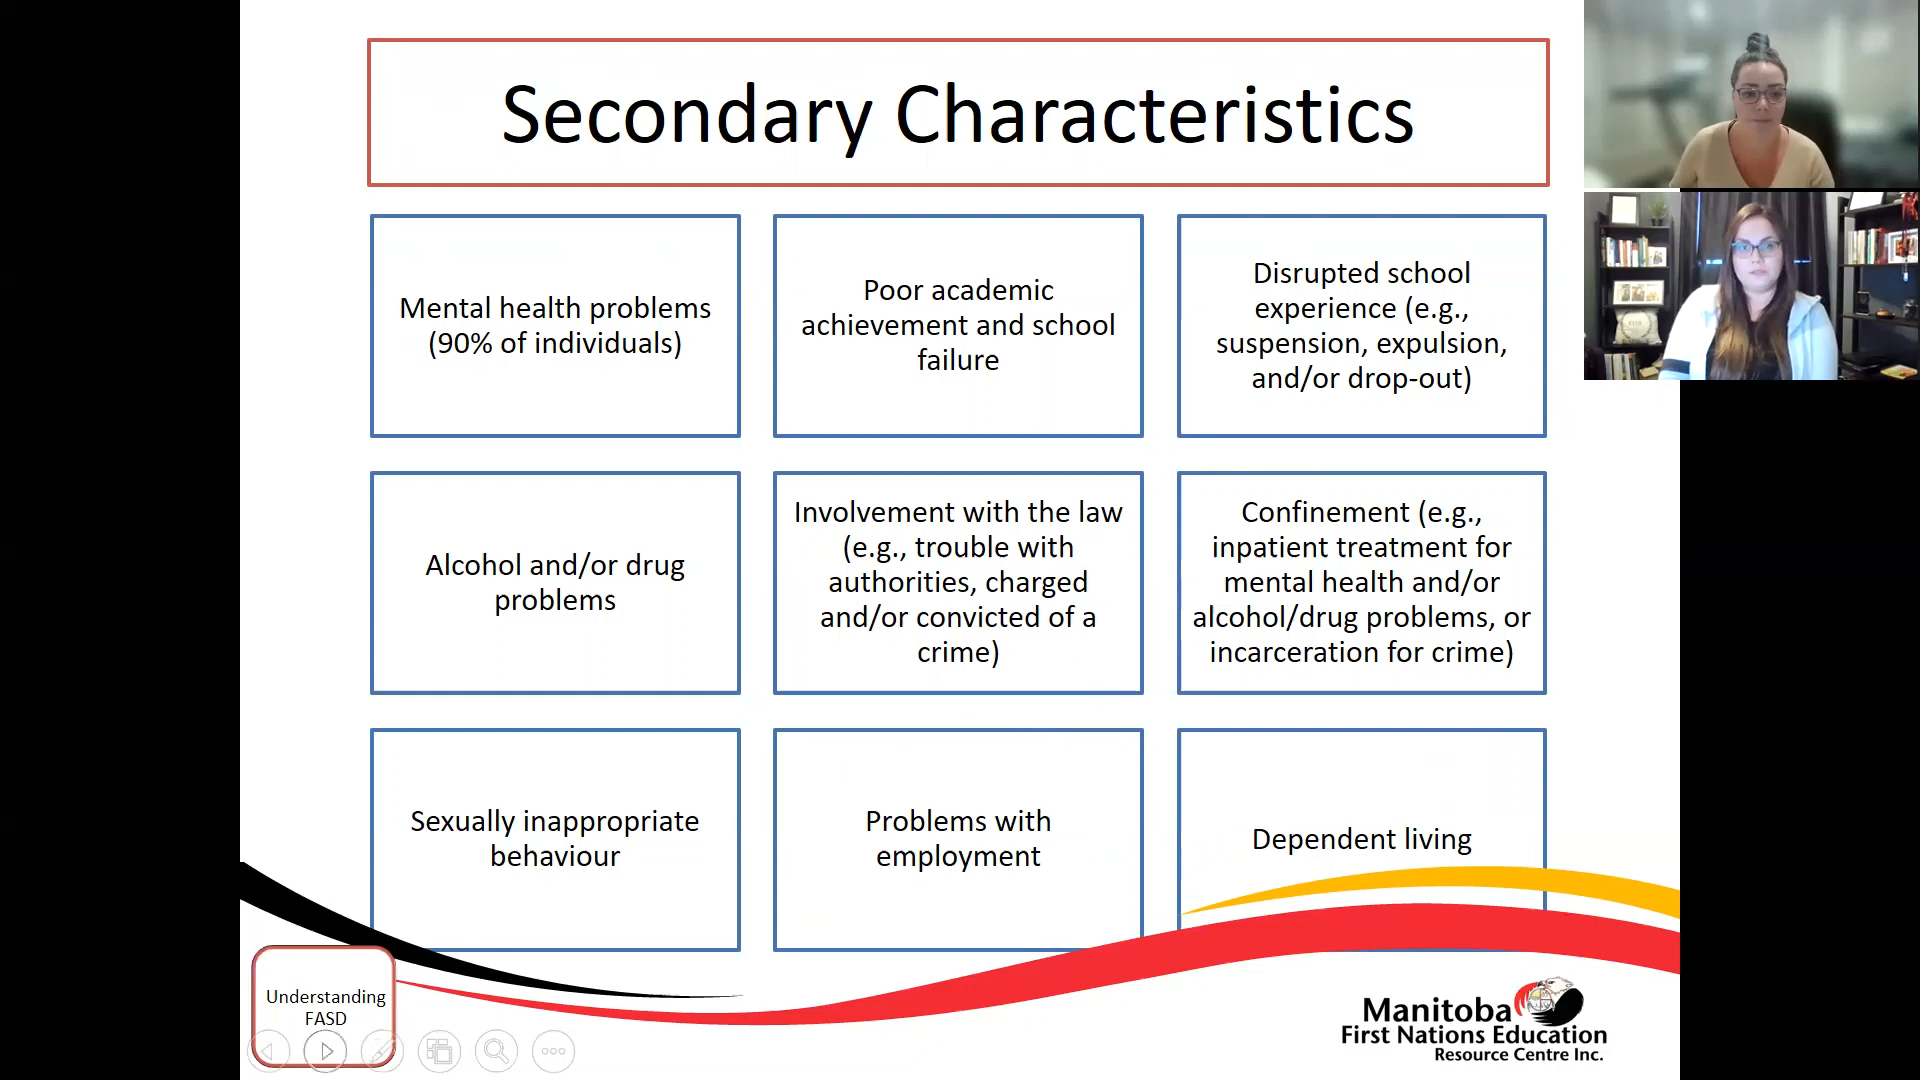 Secondary Characteristics
Mental health problems
(90% of individuals)
Poor academic
achievement and school
failure
Disrupted school
experience (e.g.,
suspension, expulsion,
and/or drop-out)
Alcohol and/or drug
problems
Involvement with the law
(e.g., trouble with
authorities, charged
and/or convicted of a
crime)
Confinement (e.g.,
inpatient treatment for
mental health and/or
alcohol/drug problems, or
incarceration for crime)
Sexually inappropriate
behaviour
Problems with
employment
Dependent living
Understanding
FASD
Manitoba
First Nations Education
Resource Centre Inc.